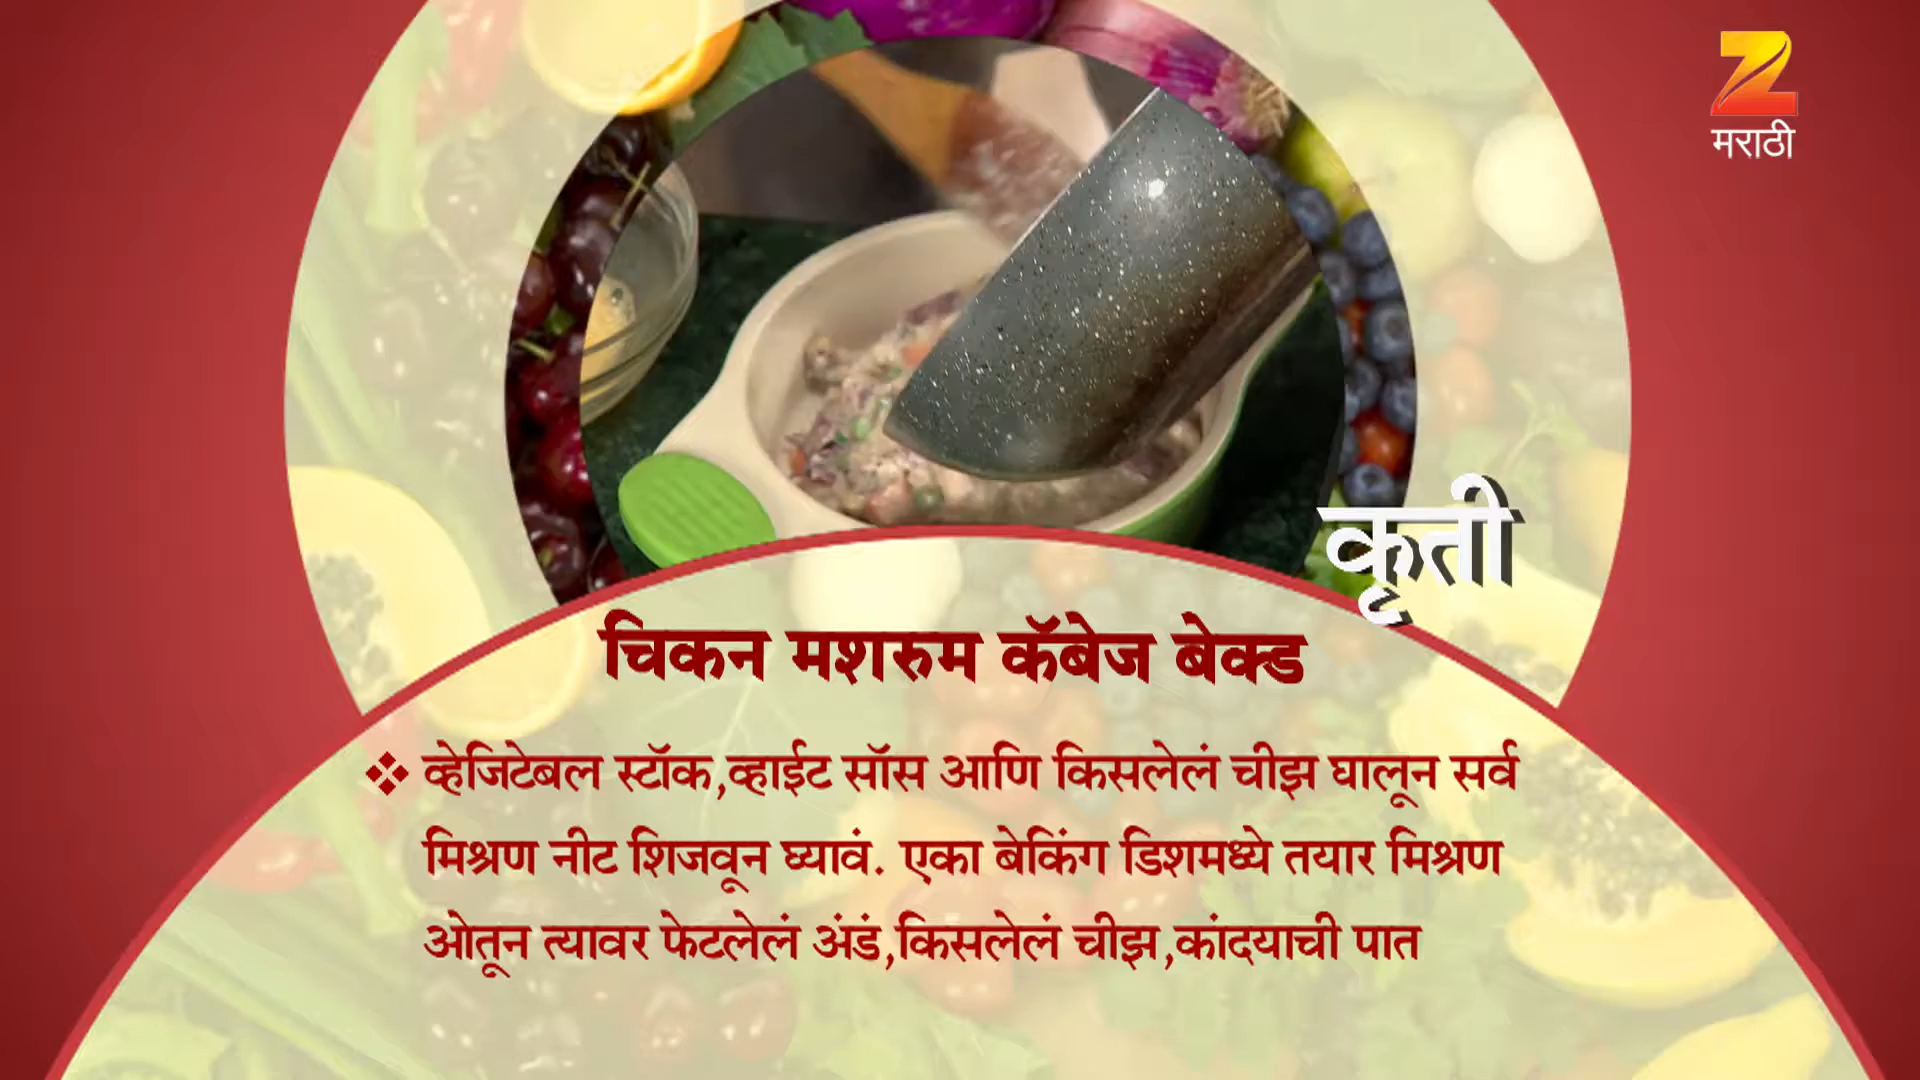 मराठी
कृती
चिकन मशरुम कॅबेज बेक्ड
❖ व्हेजिटेबल स्टॉक,व्हाईट सॉस आणि किसलेलं चीझ घालून सर्व
मिश्रण नीट शिजवून घ्यावं. एका बेकिंग डिशमध्ये तयार मिश्रण
ओतून त्यावर फेटलेलं अंडं,किसलेलं चीझ,कांदयाची पात